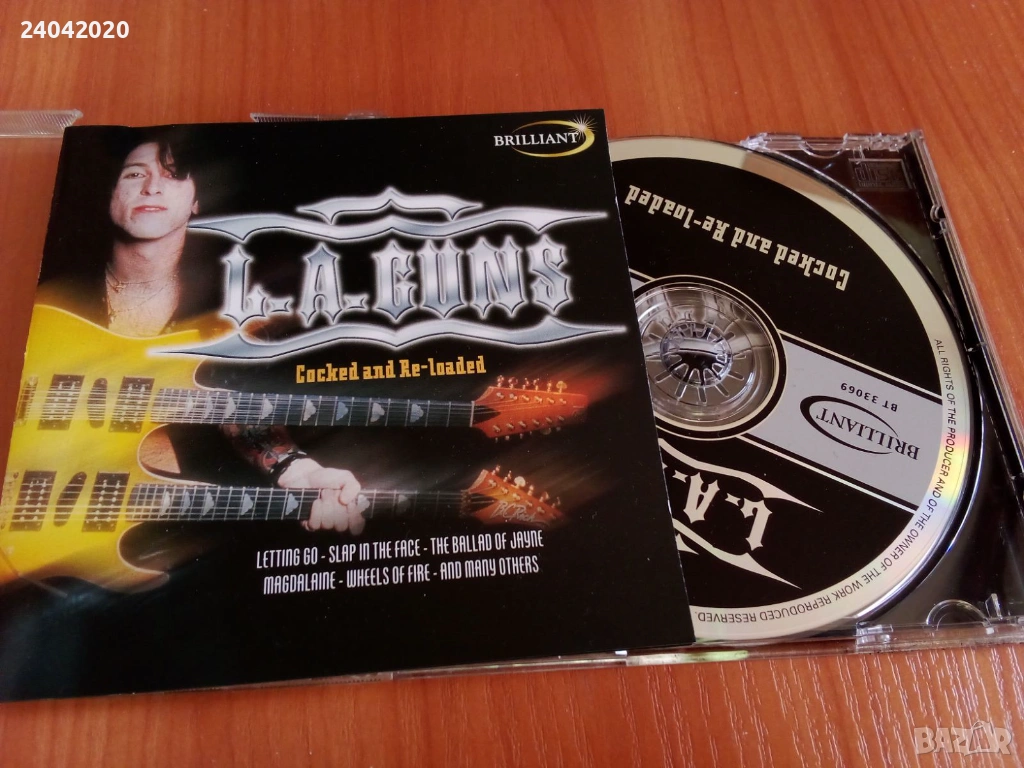 24042020
BRILLIANT
L.A.GUNS
Cocked and Re-loaded
LETTING GO - SLAP IN THE FACE - THE BALLAD OF JAYNE
MAGDALAINE - WHEELS OF FIRE - AND MANY OTHERS
Cocked and Re-loaded
BRILLIANT
BT 33069
L.A.
ALL RIGHTS OF THE PRODUCER AND OF THE OWNER OF THE WORK REPRODUCED RESERVED
BAZAR